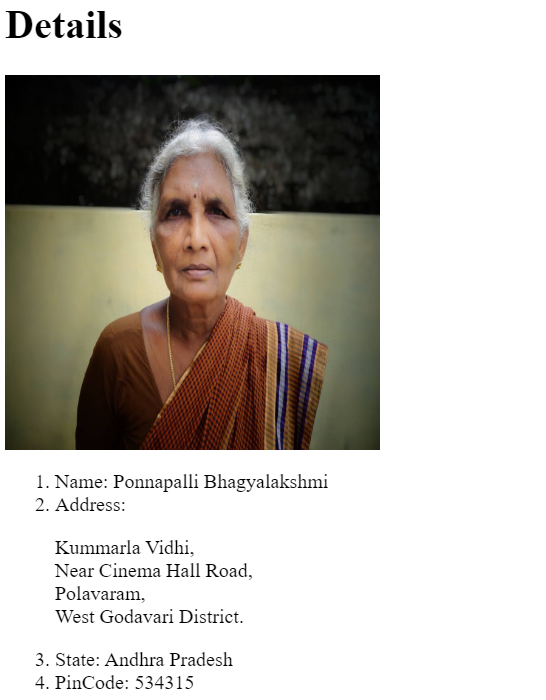 Details
1. Name: Ponnapalli Bhagyalakshmi
2. Address:
Kummarla Vidhi,
Near Cinema Hall Road,
Polavaram,
West Godavari District.
3. State: Andhra Pradesh
4. PinCode: 534315